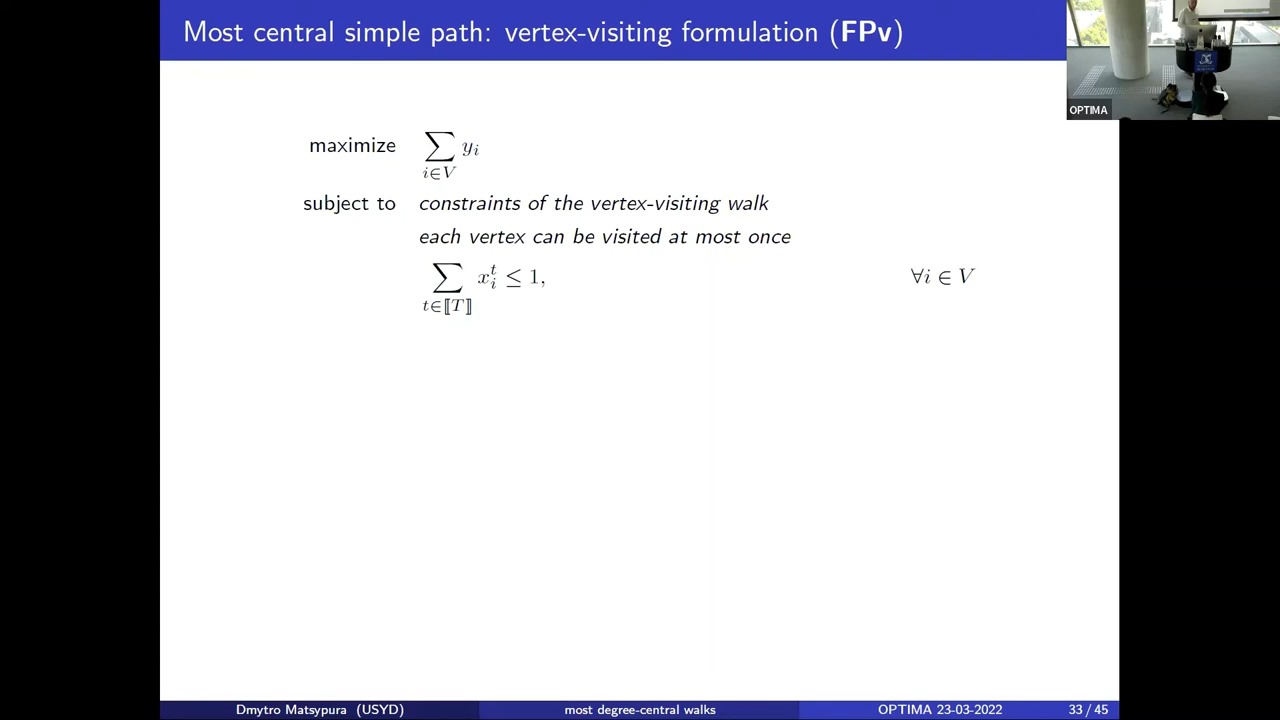 Most central simple path: vertex-visiting formulation (FPv)
OPTIMA
maximize ∑_{i∈V} y_i
subject to constraints of the vertex-visiting walk
each vertex can be visited at most once
∑_{t∈⟦T⟧} x_i^t ≤ 1, ∀i ∈ V
Dmytro Matsypura (USYD) most degree-central walks OPTIMA 23-03-2022 33 / 45